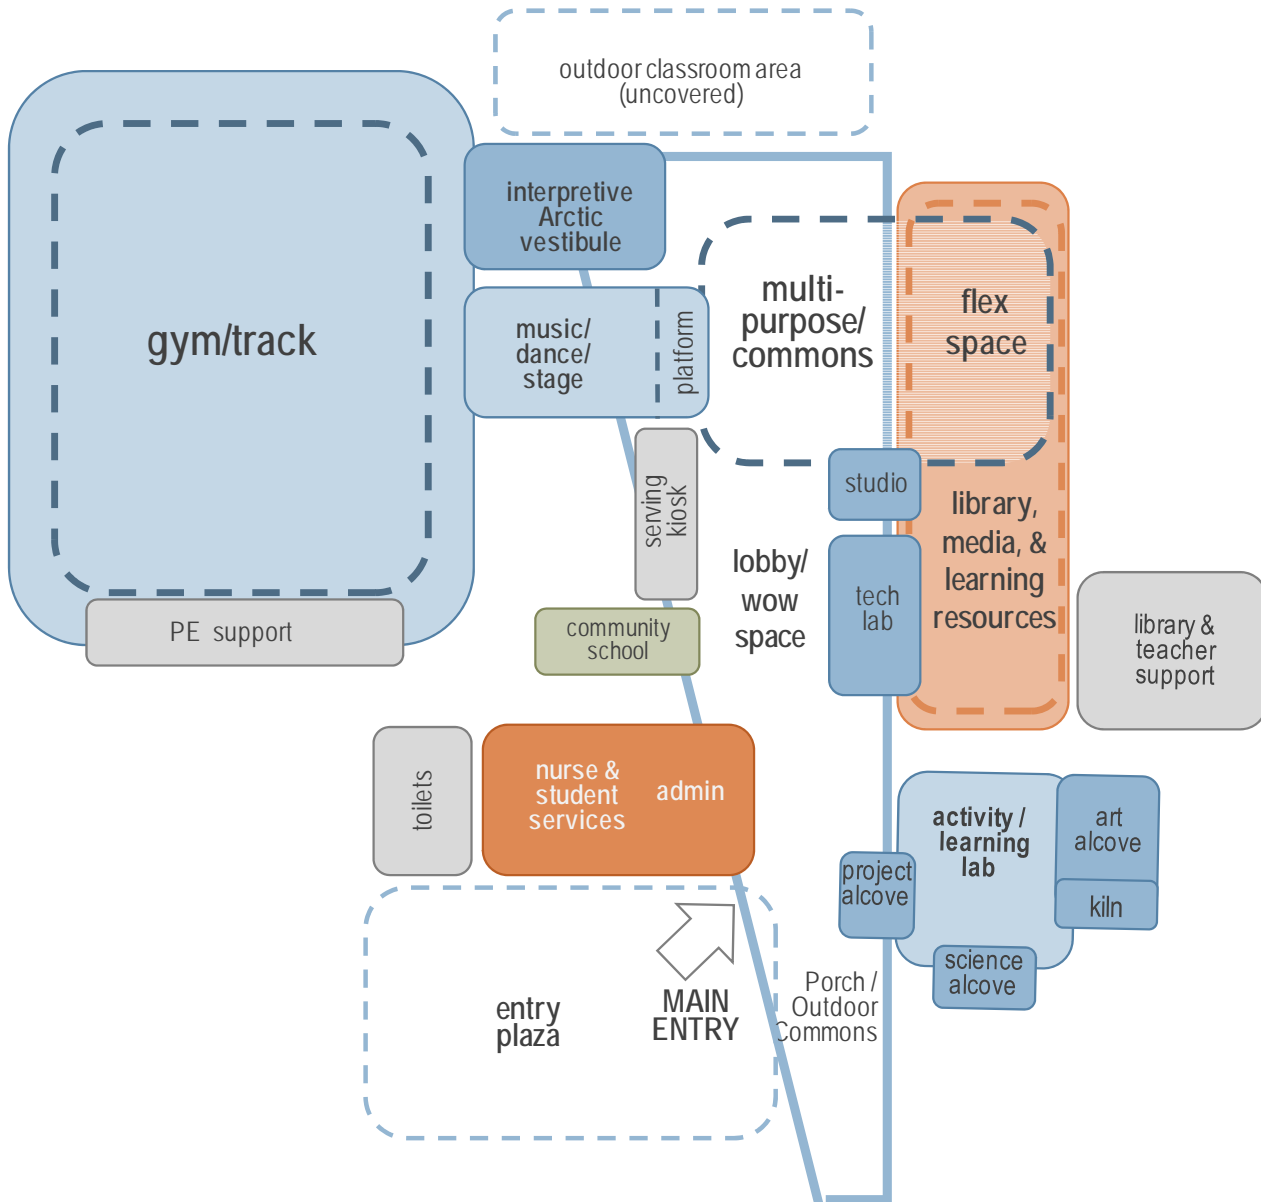 outdoor classroom area
(uncovered)
interpretive
Arctic
vestibule
gym/track
music/
dance/
stage
platform
multi-
purpose/
commons
flex
space
serving
kiosk
studio
library,
media, &
learning
resources
lobby/
wow
space
tech
lab
PE support
community
school
library &
teacher
support
toilets
nurse &
student
services
admin
activity /
learning
lab
art
alcove
kiln
project
alcove
science
alcove
entry
plaza
MAIN
ENTRY
Porch /
Outdoor
Commons